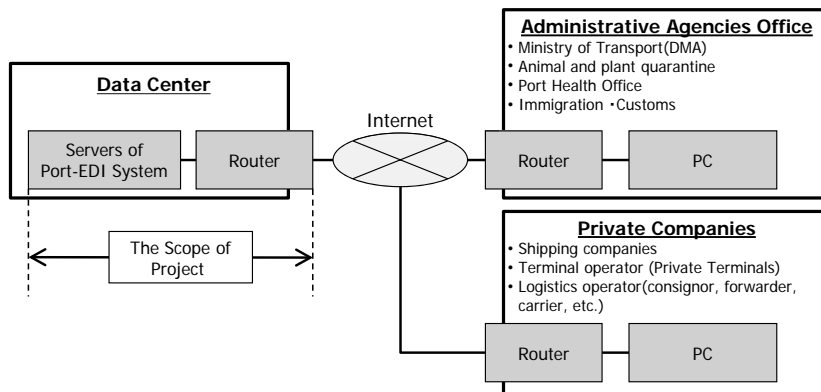 Data Center
Servers of
Port-EDI System
Router
The Scope of
Project
Internet
Administrative Agencies Office
• Ministry of Transport(DMA)
• Animal and plant quarantine
• Port Health Office
• Immigration ・Customs
Router
PC
Private Companies
• Shipping companies
• Terminal operator (Private Terminals)
• Logistics operator(consignor, forwarder,
carrier, etc.)
Router
PC